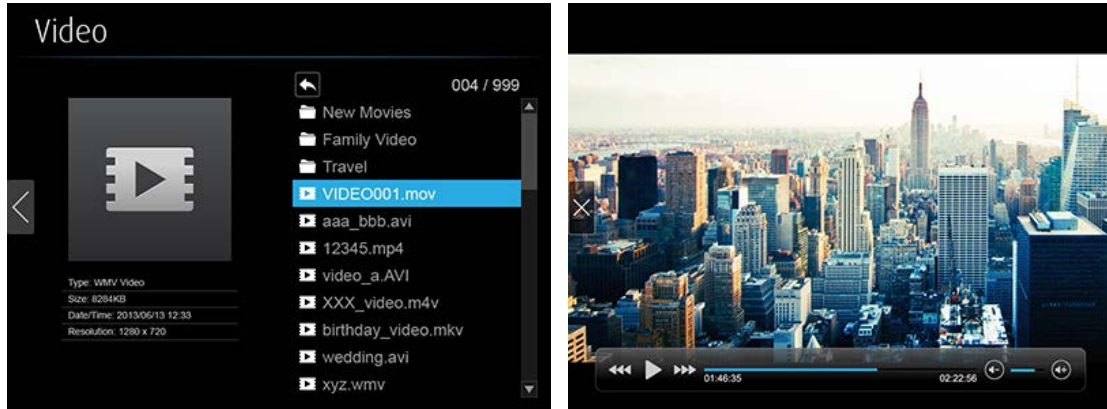 Video
004 / 999
New Movies
Family Video
Travel
VIDEO001.mov
aaa_bbb.avi
12345.mp4
video_a.AVI
XXX_video.m4v
birthday_video.mkv
wedding.avi
xyz.wmv
Type: WMV Video
Size: 8284KB
Date/Time: 2013/06/13 12:33
Resolution: 1280 x 720
01:46:35
02:22:56